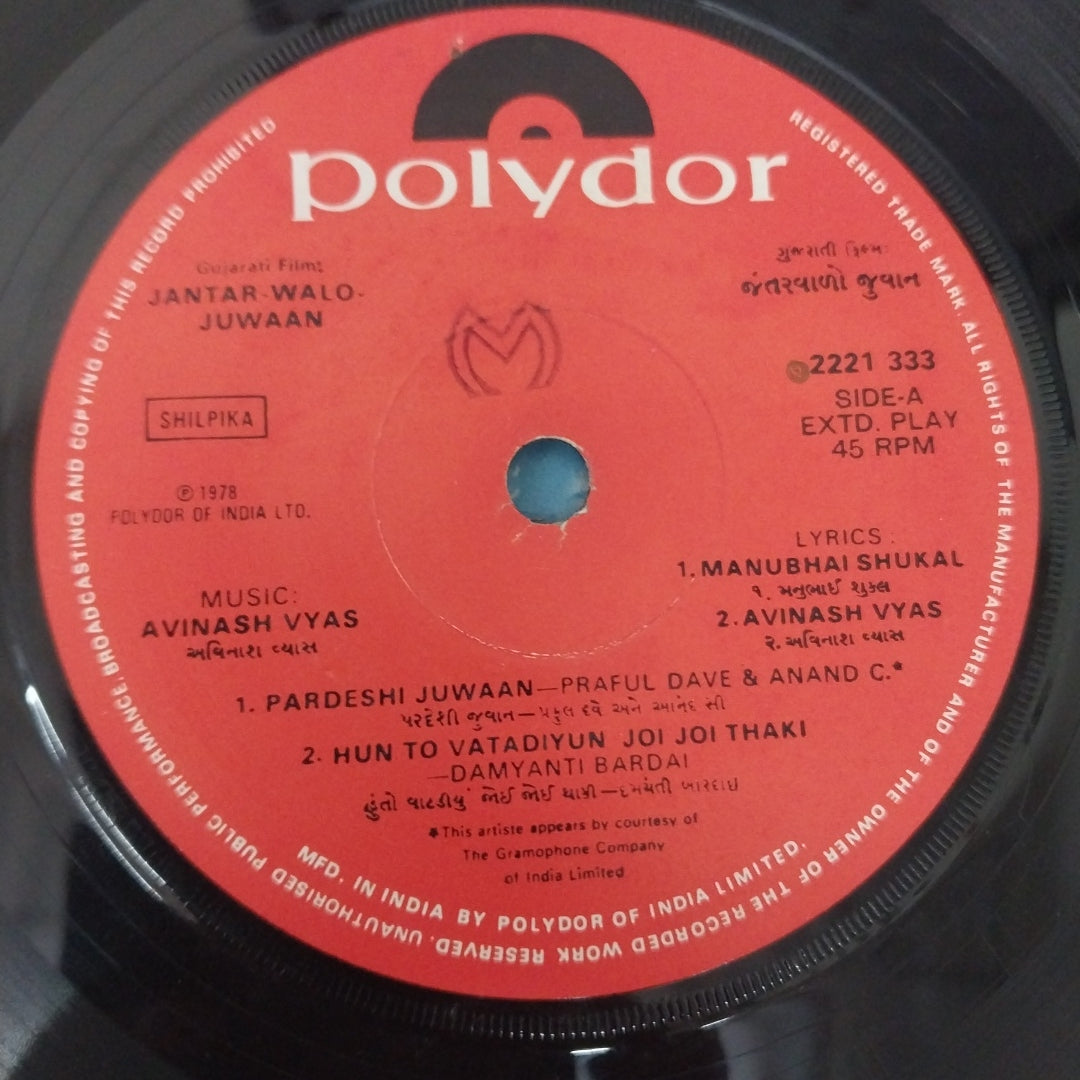 polydor
Gujarati Film:
JANTAR-WALO-
JUWAAN
ગુજરાતી ફિલ્મ:
જંતરવાળો જુવાન
SHILPIKA
℗ 1978
POLYDOR OF INDIA LTD.
2221 333
SIDE-A
EXTD. PLAY
45 RPM
MUSIC:
AVINASH VYAS
અવિનાશ વ્યાસ
LYRICS :
1. MANUBHAI SHUKAL
૧. મનુભાઈ શુક્લ
2. AVINASH VYAS
૨. અવિનાશ વ્યાસ
1. PARDESHI JUWAAN—PRAFUL DAVE & ANAND C.*
પરદેશી જુવાન—પ્રફુલ દવે અને આનંદ સી
2. HUN TO VATADIYUN JOI JOI THAKI
—DAMYANTI BARDAI
હુંતો વાટડીયું જોઈ જોઈ થાકી—દમયંતી બારદાઇ
*This artiste appears by courtesy of
The Gramophone Company
of India Limited
MFD. IN INDIA BY POLYDOR OF INDIA LIMITED.
REGISTERED TRADE MARK. ALL RIGHTS OF THE MANUFACTURER AND OF THE OWNER OF THE RECORDED WORK RESERVED. UNAUTHORISED PUBLIC PERFORMANCE, BROADCASTING AND COPYING OF THIS RECORD PROHIBITED